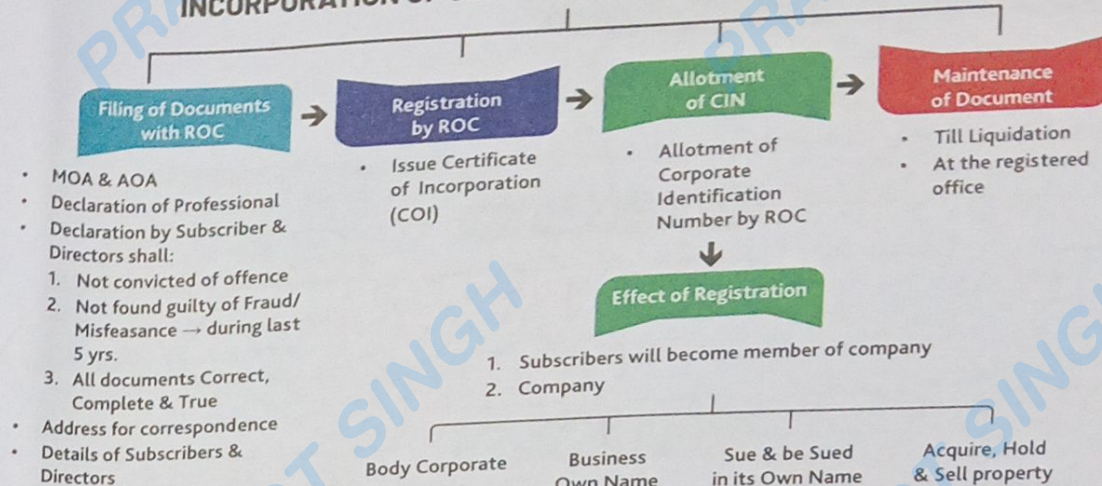 INCORPORATION OF
Filing of Documents
with ROC
MOA & AOA
Declaration of Professional
Declaration by Subscriber &
Directors shall:
1. Not convicted of offence
2. Not found guilty of Fraud/
Misfeasance → during last
5 yrs.
3. All documents Correct,
Complete & True
Address for correspondence
Details of Subscribers &
Directors
Registration
by ROC
Issue Certificate
of Incorporation
(COI)
Allotment
of CIN
Allotment of
Corporate
Identification
Number by ROC
Maintenance
of Document
Till Liquidation
At the registered
office
Effect of Registration
1. Subscribers will become member of company
2. Company
Body Corporate
Business
Own Name
Sue & be Sued
in its Own Name
Acquire, Hold
& Sell property
SINGH